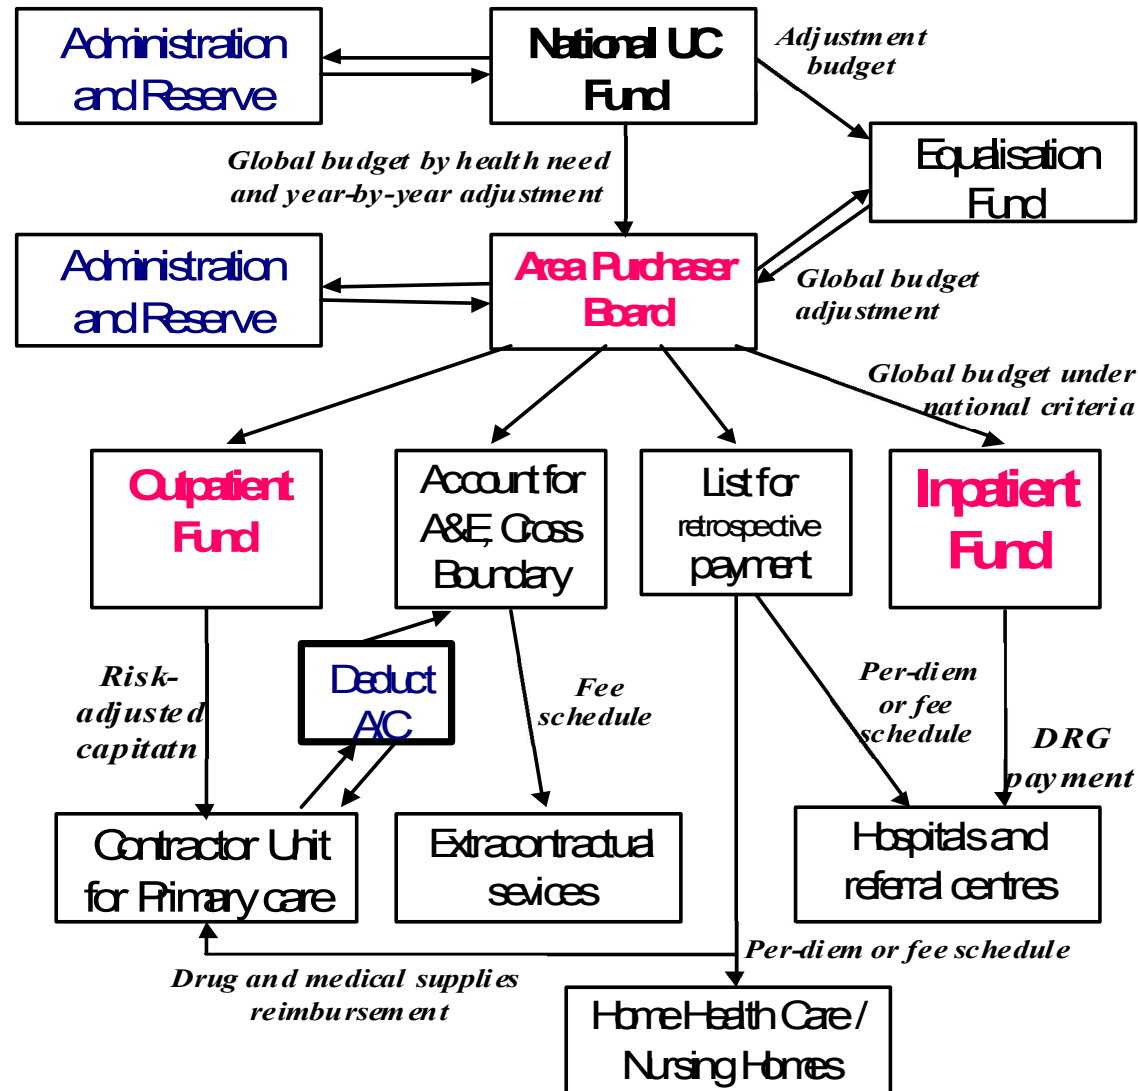 Administration
and Reserve
National UC
Fund
Adjustment
budget
Equalisation
Fund
Global budget by health need
and year-by-year adjustment
Administration
and Reserve
Area Purchaser
Board
Global budget
adjustment
Global budget under
national criteria
Outpatient
Fund
Account for
A&E, Cross
Boundary
List for
retrospective
payment
Inpatient
Fund
Risk-
adjusted
capitatn
Deduct
A/C
Fee
schedule
Per-diem
or fee
schedule
DRG
payment
Contractor Unit
for Primary care
Extracontractual
sevices
Hospitals and
referral centres
Drug and medical supplies
reimbursement
Per-diem or fee schedule
Home Health Care /
Nursing Homes